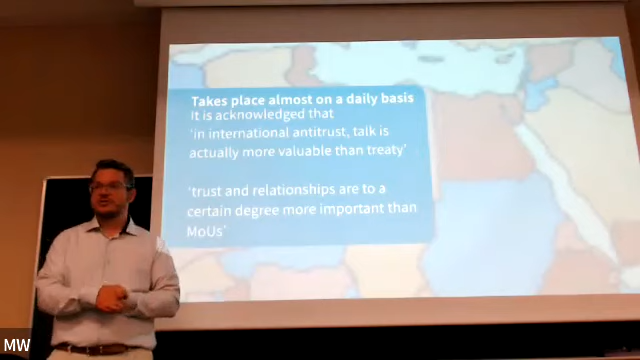 Takes place almost on a daily basis
It is acknowledged that
‘in international antitrust, talk is
actually more valuable than treaty’
‘trust and relationships are to a
certain degree more important than
MoUs’
MW